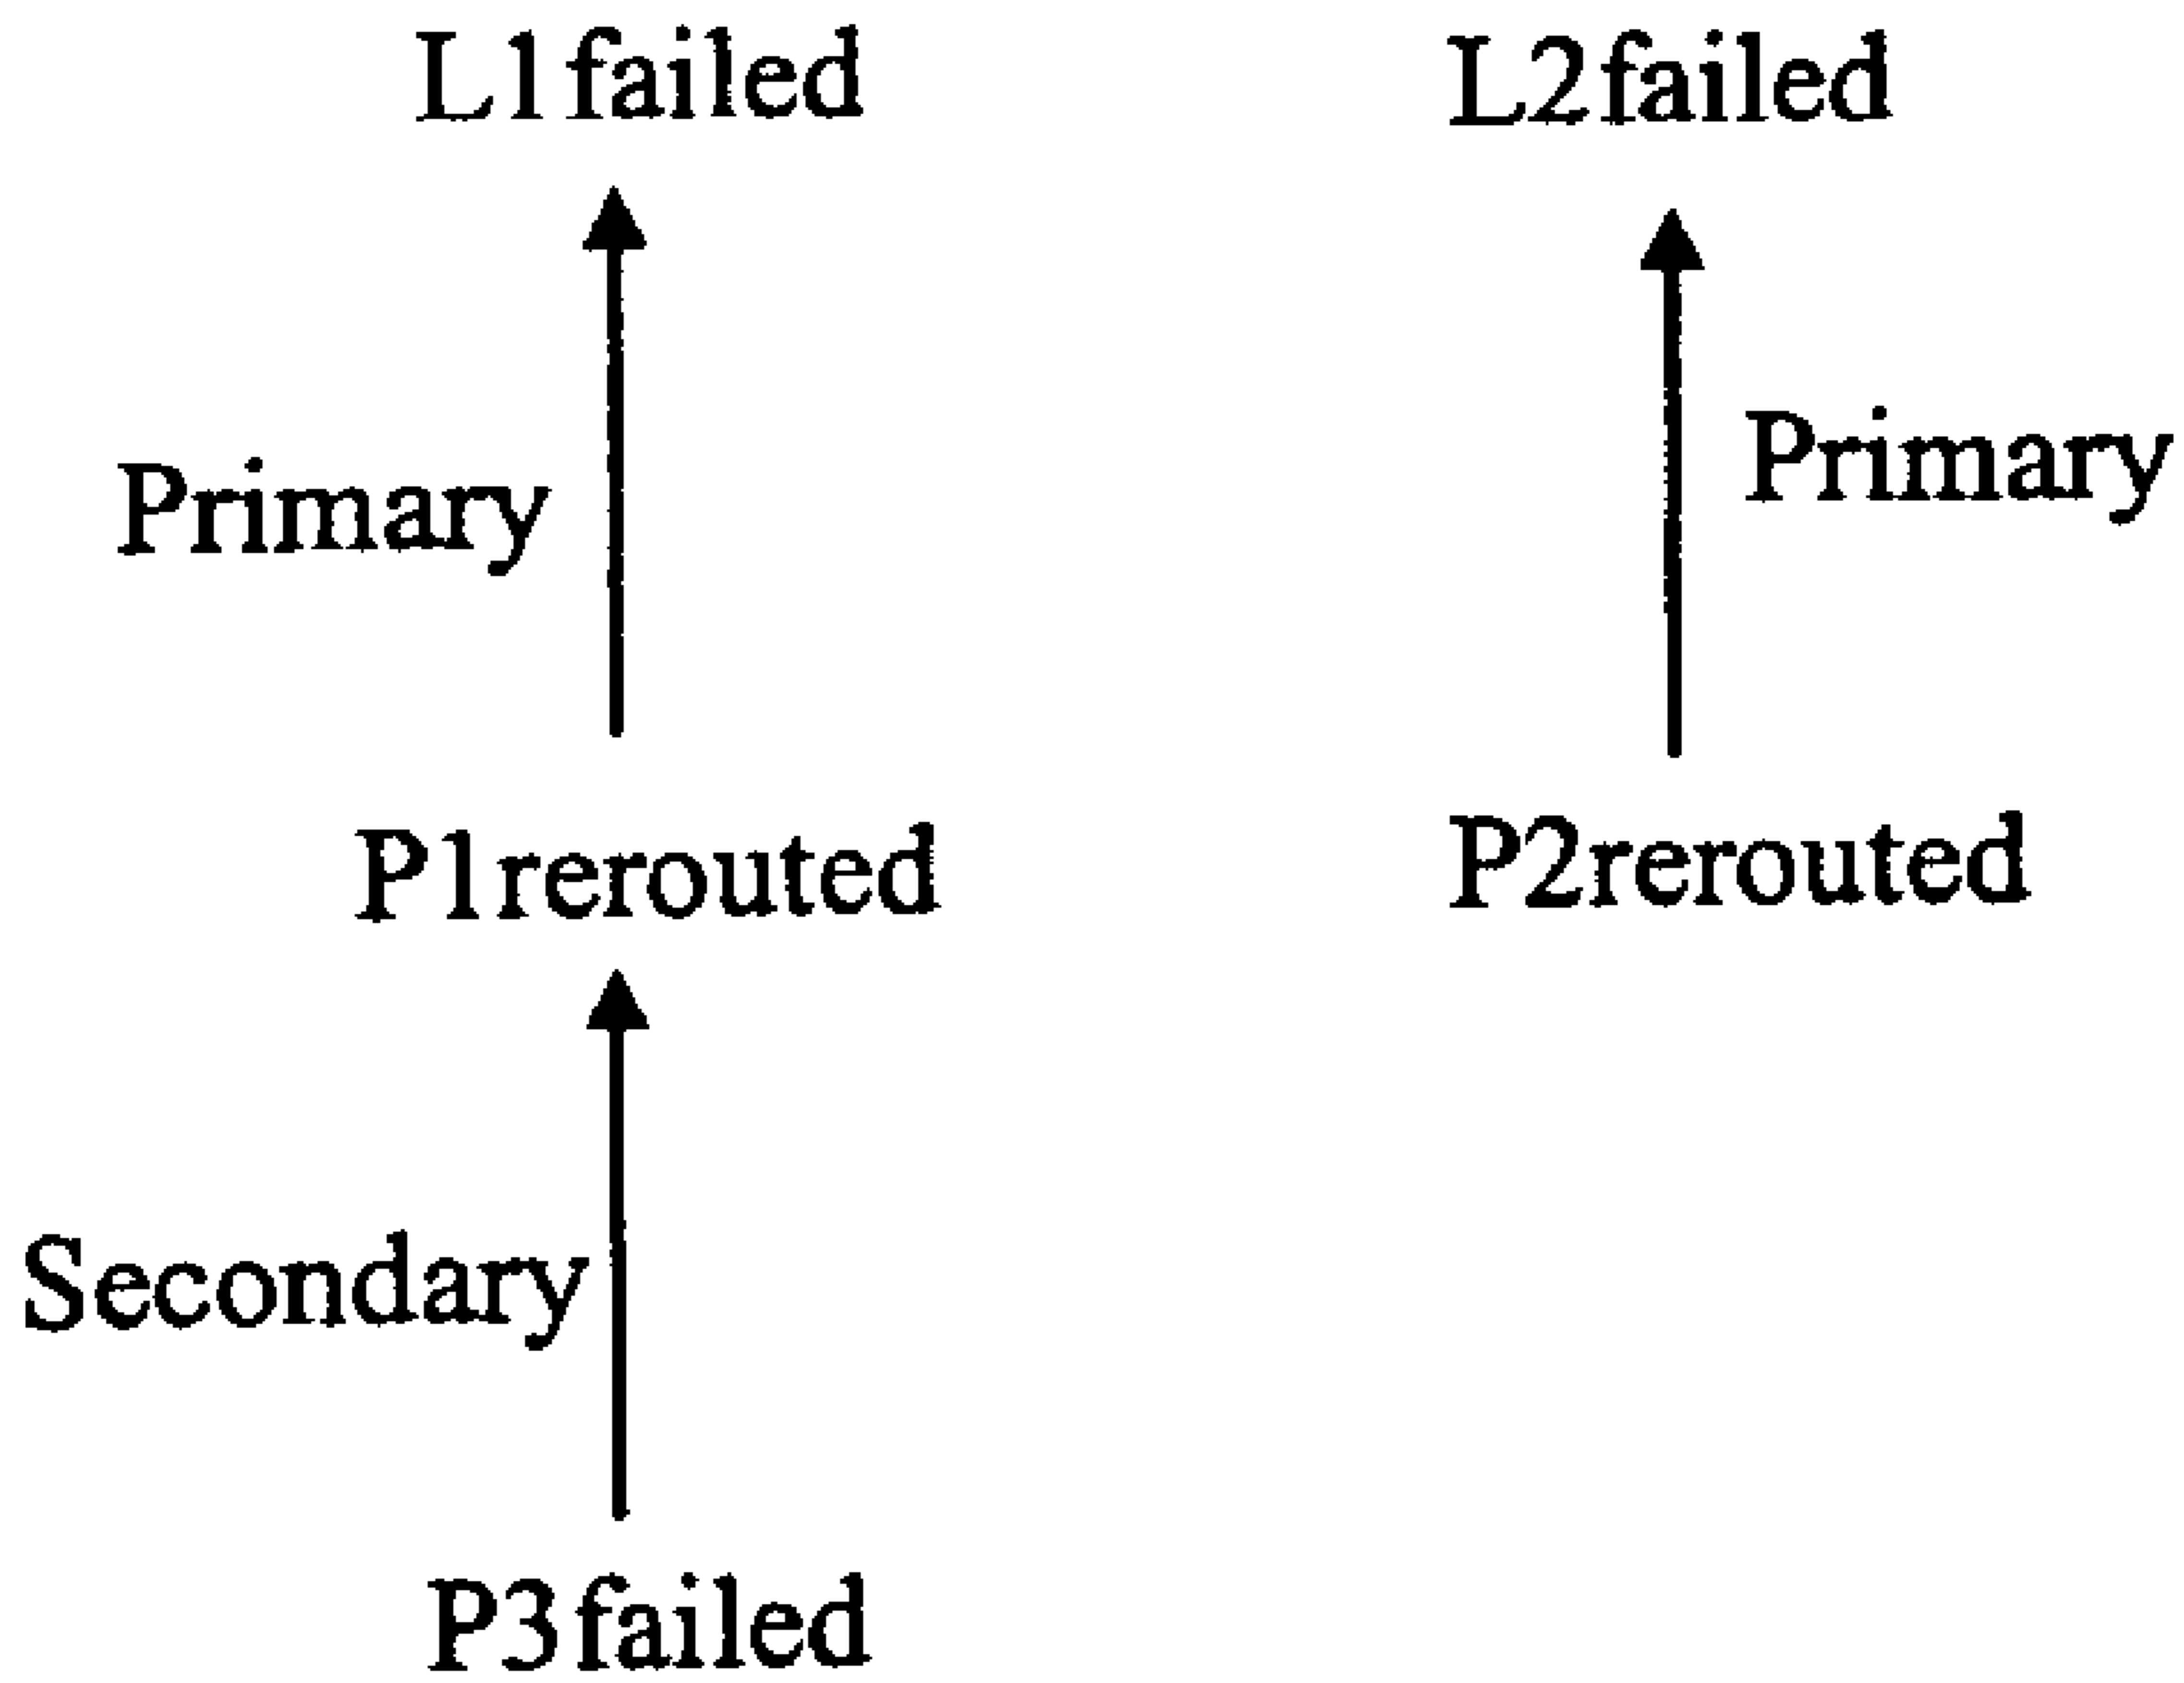 L1failed
L2failed
Primary
Primary
P1rerouted
P2rerouted
Secondary
P3failed